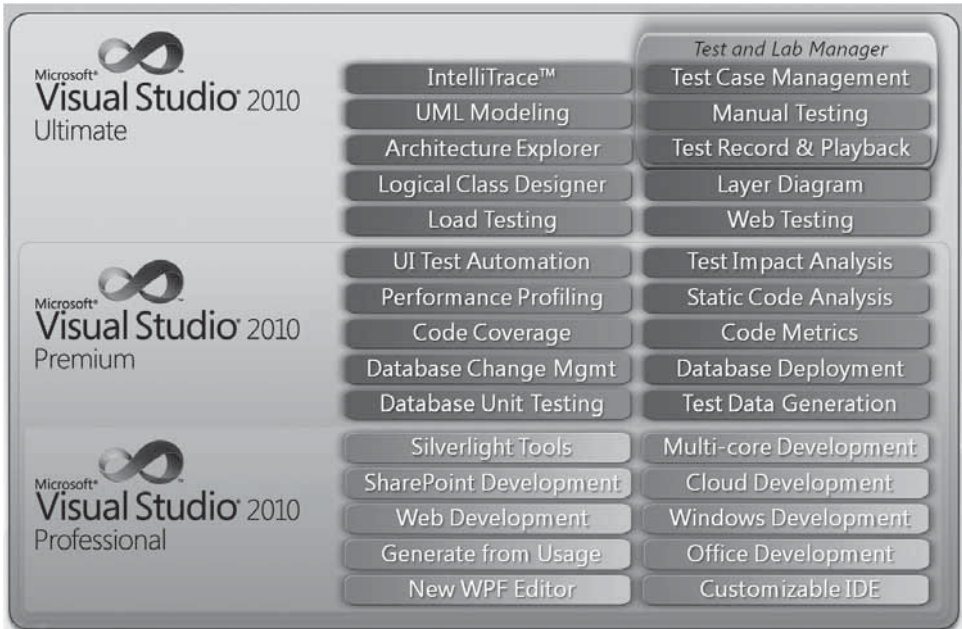 Microsoft®
Visual Studio® 2010
Ultimate
Test and Lab Manager
IntelliTrace™
Test Case Management
UML Modeling
Manual Testing
Architecture Explorer
Test Record & Playback
Logical Class Designer
Layer Diagram
Load Testing
Web Testing
Microsoft®
Visual Studio® 2010
Premium
UI Test Automation
Test Impact Analysis
Performance Profiling
Static Code Analysis
Code Coverage
Code Metrics
Database Change Mgmt
Database Deployment
Database Unit Testing
Test Data Generation
Microsoft®
Visual Studio® 2010
Professional
Silverlight Tools
Multi-core Development
SharePoint Development
Cloud Development
Web Development
Windows Development
Generate from Usage
Office Development
New WPF Editor
Customizable IDE